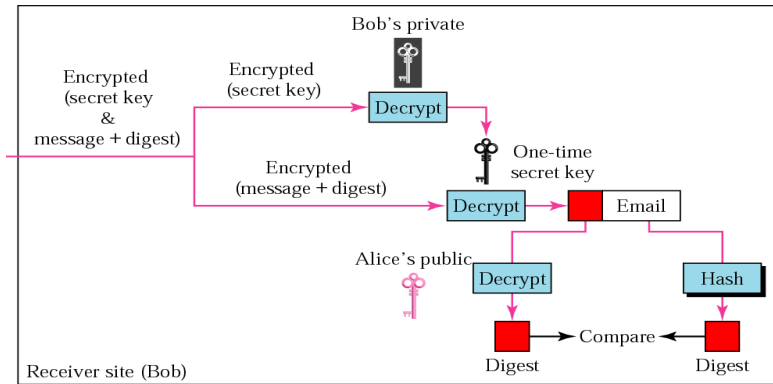 Bob's private
Encrypted
(secret key
&
message + digest)
Encrypted
(secret key)
Decrypt
Encrypted
(message + digest)
One-time
secret key
Decrypt
Email
Alice's public
Decrypt
Hash
Compare
Digest
Digest
Receiver site (Bob)